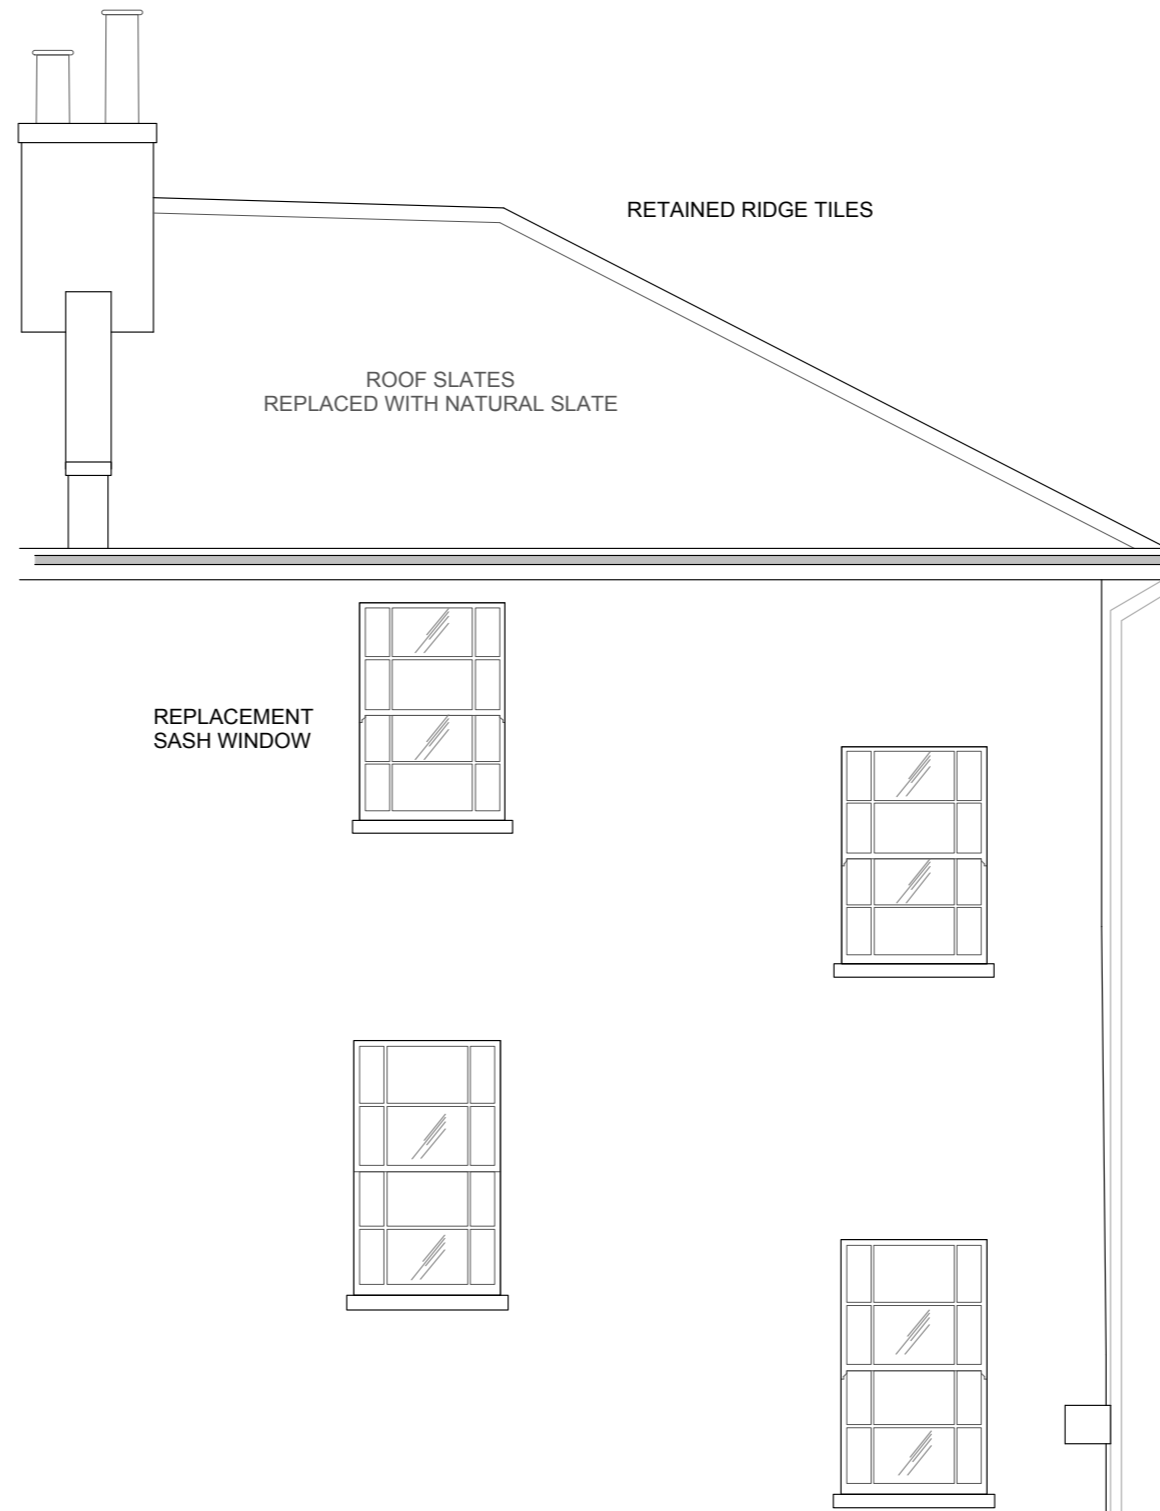 RETAINED RIDGE TILES
ROOF SLATES
REPLACED WITH NATURAL SLATE
REPLACEMENT
SASH WINDOW